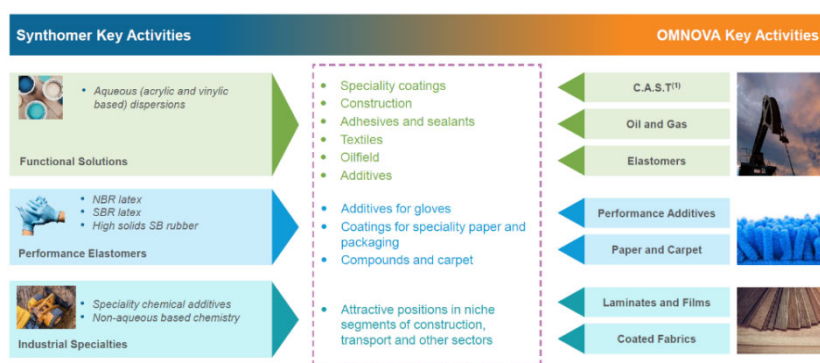 Synthomer Key Activities
OMNOVA Key Activities
• Aqueous (acrylic and vinylic
based) dispersions
Functional Solutions
• Speciality coatings
• Construction
• Adhesives and sealants
• Textiles
• Oilfield
• Additives
C.A.S.T(1)
Oil and Gas
Elastomers
• NBR latex
• SBR latex
• High solids SB rubber
Performance Elastomers
• Additives for gloves
• Coatings for speciality paper and
packaging
• Compounds and carpet
Performance Additives
Paper and Carpet
• Speciality chemical additives
• Non-aqueous based chemistry
Industrial Specialties
• Attractive positions in niche
segments of construction,
transport and other sectors
Laminates and Films
Coated Fabrics